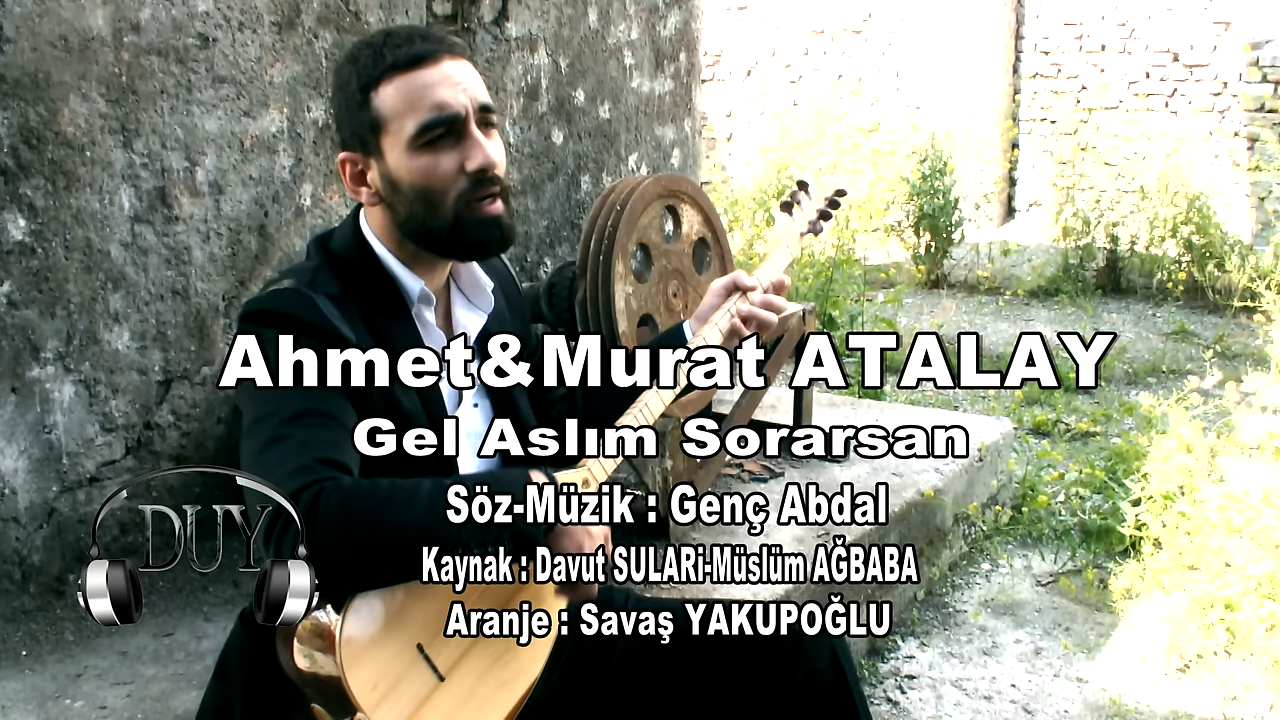 Ahmet&Murat ATALAY
Gel Aslım Sorarsan
Söz-Müzik : Genç Abdal
DUY
Kaynak : Davut SULARi-Müslüm AĞBABA
Aranje : Savaş YAKUPOĞLU